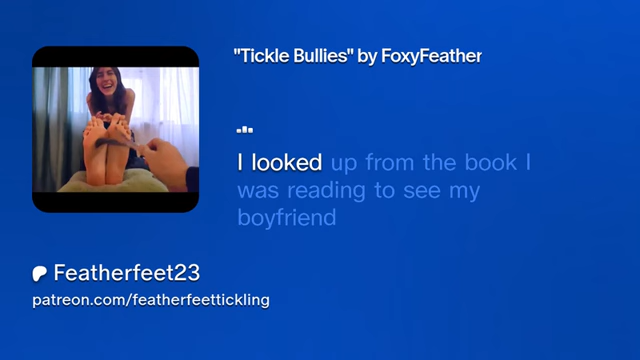 "Tickle Bullies" by FoxyFeather
I looked up from the book I
was reading to see my
boyfriend
Featherfeet23
patreon.com/featherfeettickling